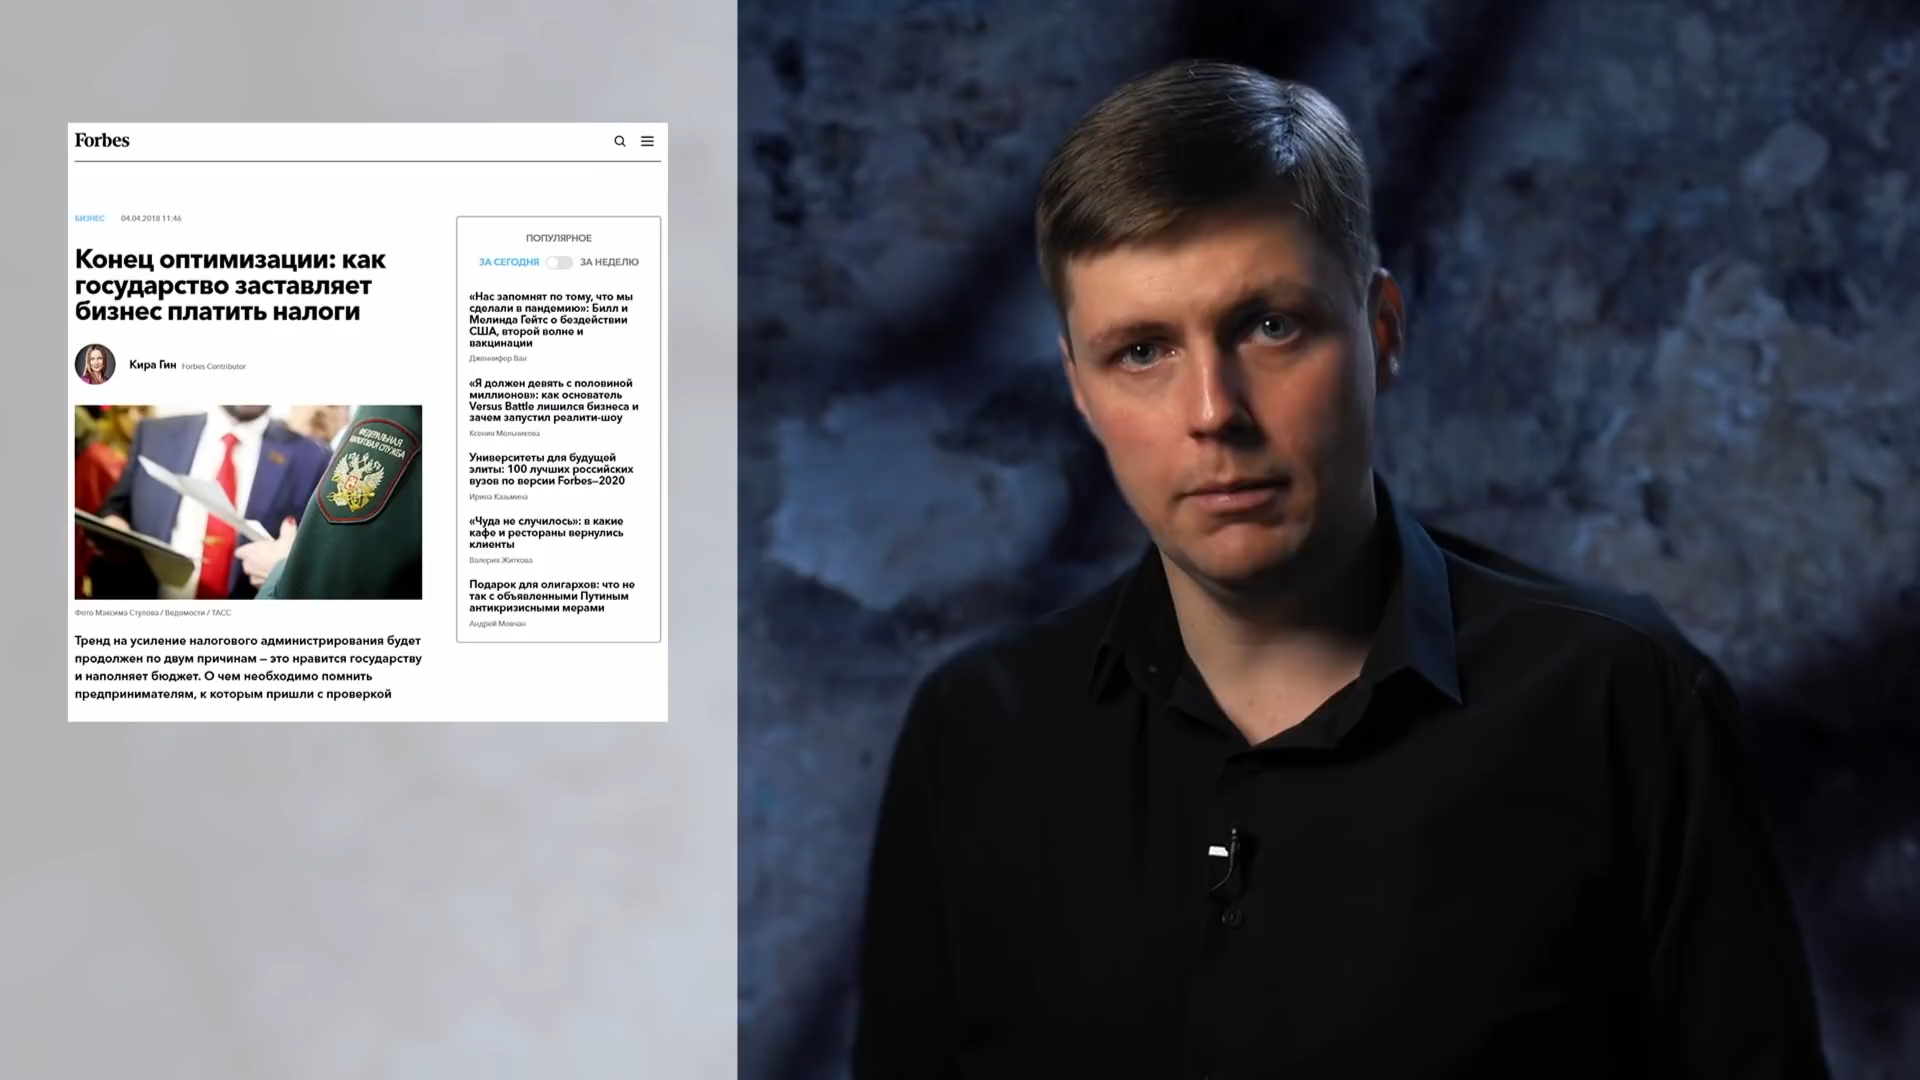 Forbes
БИЗНЕС 04.04.2018 11:46
Конец оптимизации: как
государство заставляет
бизнес платить налоги
Кира Гин Forbes Contributor
ФЕДЕРАЛЬНАЯ
НАЛОГОВАЯ СЛУЖБА
Фото Максима Стулова / Ведомости / ТАСС
Тренд на усиление налогового администрирования будет
продолжен по двум причинам — это нравится государству
и наполняет бюджет. О чем необходимо помнить
предпринимателям, к которым пришли с проверкой
ПОПУЛЯРНОЕ
ЗА СЕГОДНЯ ЗА НЕДЕЛЮ
«Нас запомнят по тому, что мы
сделали в пандемию»: Билл и
Мелинда Гейтс о бездействии
США, второй волне и
вакцинации
Дженнифер Ван
«Я должен девять с половиной
миллионов»: как основатель
Versus Battle лишился бизнеса и
зачем запустил реалити-шоу
Ксения Мельникова
Университеты для будущей
элиты: 100 лучших российских
вузов по версии Forbes—2020
Ирина Казьмина
«Чуда не случилось»: в какие
кафе и рестораны вернулись
клиенты
Валерия Житкова
Подарок для олигархов: что не
так с объявленными Путиным
антикризисными мерами
Андрей Мовчан